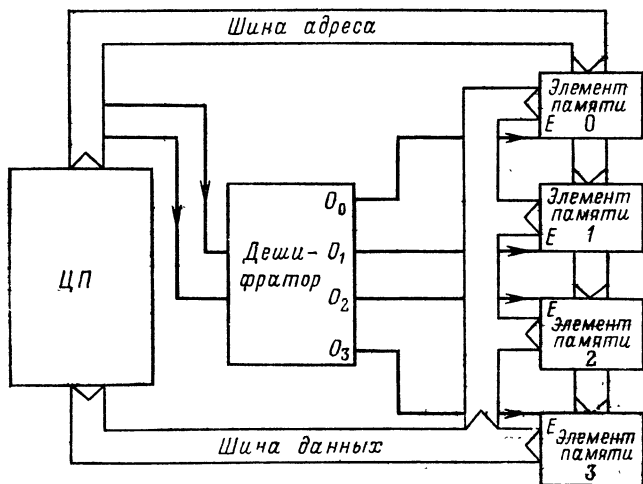 Шина адреса
ЦП
Деши-
фратор
O₀
O₁
O₂
O₃
Элемент
памяти
E 0
Элемент
памяти
E 1
E
Элемент
памяти
2
E
Элемент
памяти
3
Шина данных